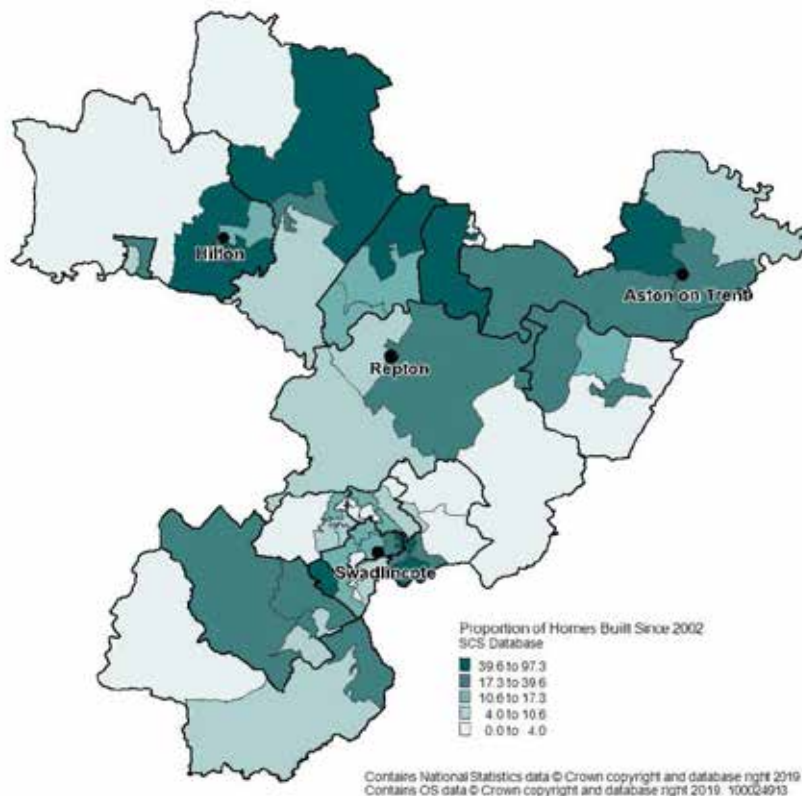 Hilton
Aston on Trent
Repton
Swadlincote
Proportion of Homes Built Since 2002
SCS Database
39.6 to 97.3
17.3 to 39.6
10.6 to 17.3
4.0 to 10.6
0.0 to 4.0
Contains National Statistics data © Crown copyright and database right 2019
Contains OS data © Crown copyright and database right 2019. 100024913